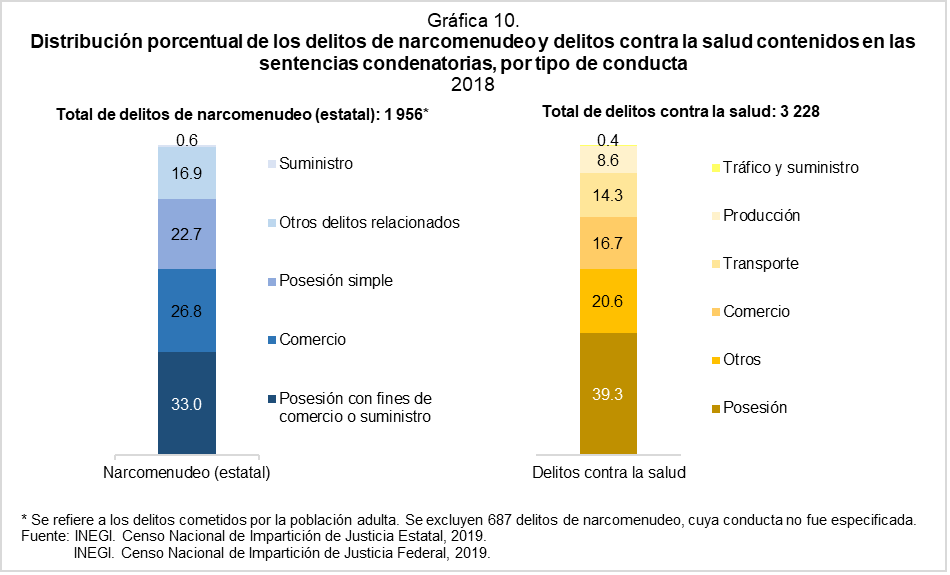 Gráfica 10.
Distribución porcentual de los delitos de narcomenudeo y delitos contra la salud contenidos en las
sentencias condenatorias, por tipo de conducta
2018
Total de delitos de narcomenudeo (estatal): 1 956*
0.6
16.9
22.7
26.8
33.0
Narcomenudeo (estatal)
Suministro
Otros delitos relacionados
Posesión simple
Comercio
Posesión con fines de
comercio o suministro
Total de delitos contra la salud: 3 228
0.4
8.6
14.3
16.7
20.6
39.3
Delitos contra la salud
Tráfico y suministro
Producción
Transporte
Comercio
Otros
Posesión
* Se refiere a los delitos cometidos por la población adulta. Se excluyen 687 delitos de narcomenudeo, cuya conducta no fue especificada.
Fuente: INEGI. Censo Nacional de Impartición de Justicia Estatal, 2019.
INEGI. Censo Nacional de Impartición de Justicia Federal, 2019.